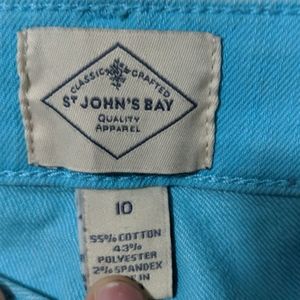 CLASSIC CRAFTED
ST JOHN'S BAY
QUALITY
APPAREL
10
55% COTTON
43%
POLYESTER
2% SPANDEX